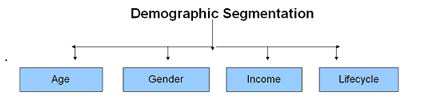 Demographic Segmentation
.
Age Gender Income Lifecycle